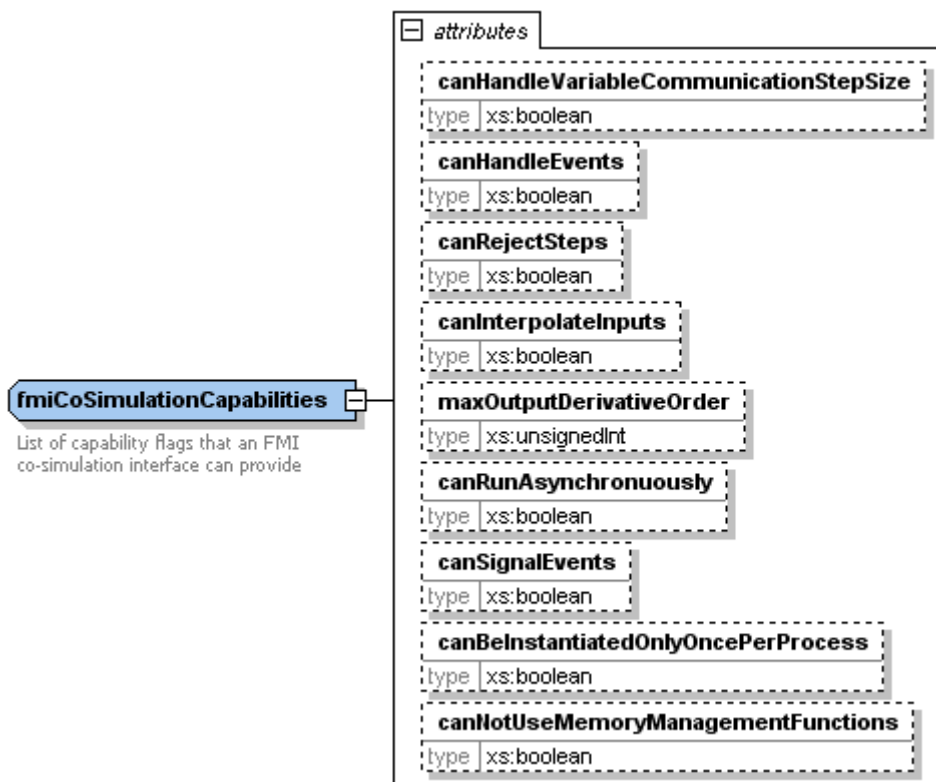 attributes
canHandleVariableCommunicationStepSize
type xs:boolean
canHandleEvents
type xs:boolean
canRejectSteps
type xs:boolean
canInterpolateInputs
type xs:boolean
fmiCoSimulationCapabilities
List of capability flags that an FMI
co-simulation interface can provide
maxOutputDerivativeOrder
type xs:unsignedInt
canRunAsynchronuously
type xs:boolean
canSignalEvents
type xs:boolean
canBeInstantiatedOnlyOncePerProcess
type xs:boolean
canNotUseMemoryManagementFunctions
type xs:boolean